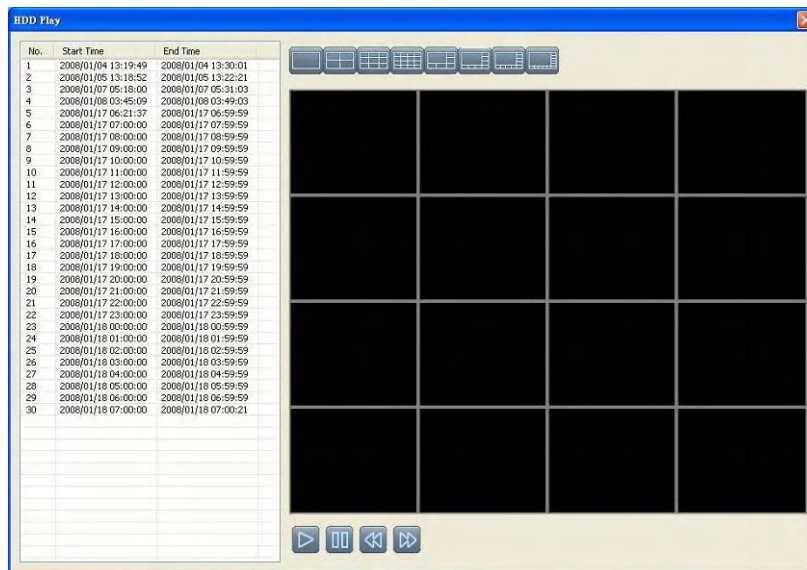 HDD Play
No. Start Time End Time
1 2008/01/04 13:19:49 2008/01/04 13:30:01
2 2008/01/05 13:18:52 2008/01/05 13:22:21
3 2008/01/07 05:18:00 2008/01/07 05:31:03
4 2008/01/08 03:45:09 2008/01/08 03:49:03
5 2008/01/17 06:21:37 2008/01/17 06:59:59
6 2008/01/17 07:00:00 2008/01/17 07:59:59
7 2008/01/17 08:00:00 2008/01/17 08:59:59
8 2008/01/17 09:00:00 2008/01/17 09:59:59
9 2008/01/17 10:00:00 2008/01/17 10:59:59
10 2008/01/17 11:00:00 2008/01/17 11:59:59
11 2008/01/17 12:00:00 2008/01/17 12:59:59
12 2008/01/17 13:00:00 2008/01/17 13:59:59
13 2008/01/17 14:00:00 2008/01/17 14:59:59
14 2008/01/17 15:00:00 2008/01/17 15:59:59
15 2008/01/17 16:00:00 2008/01/17 16:59:59
16 2008/01/17 17:00:00 2008/01/17 17:59:59
17 2008/01/17 18:00:00 2008/01/17 18:59:59
18 2008/01/17 19:00:00 2008/01/17 19:59:59
19 2008/01/17 20:00:00 2008/01/17 20:59:59
20 2008/01/17 21:00:00 2008/01/17 21:59:59
21 2008/01/17 22:00:00 2008/01/17 22:59:59
22 2008/01/17 23:00:00 2008/01/17 23:59:59
23 2008/01/18 00:00:00 2008/01/18 00:59:59
24 2008/01/18 01:00:00 2008/01/18 01:59:59
25 2008/01/18 02:00:00 2008/01/18 02:59:59
26 2008/01/18 03:00:00 2008/01/18 03:59:59
27 2008/01/18 04:00:00 2008/01/18 04:59:59
28 2008/01/18 05:00:00 2008/01/18 05:59:59
29 2008/01/18 06:00:00 2008/01/18 06:59:59
30 2008/01/18 07:00:00 2008/01/18 07:00:21